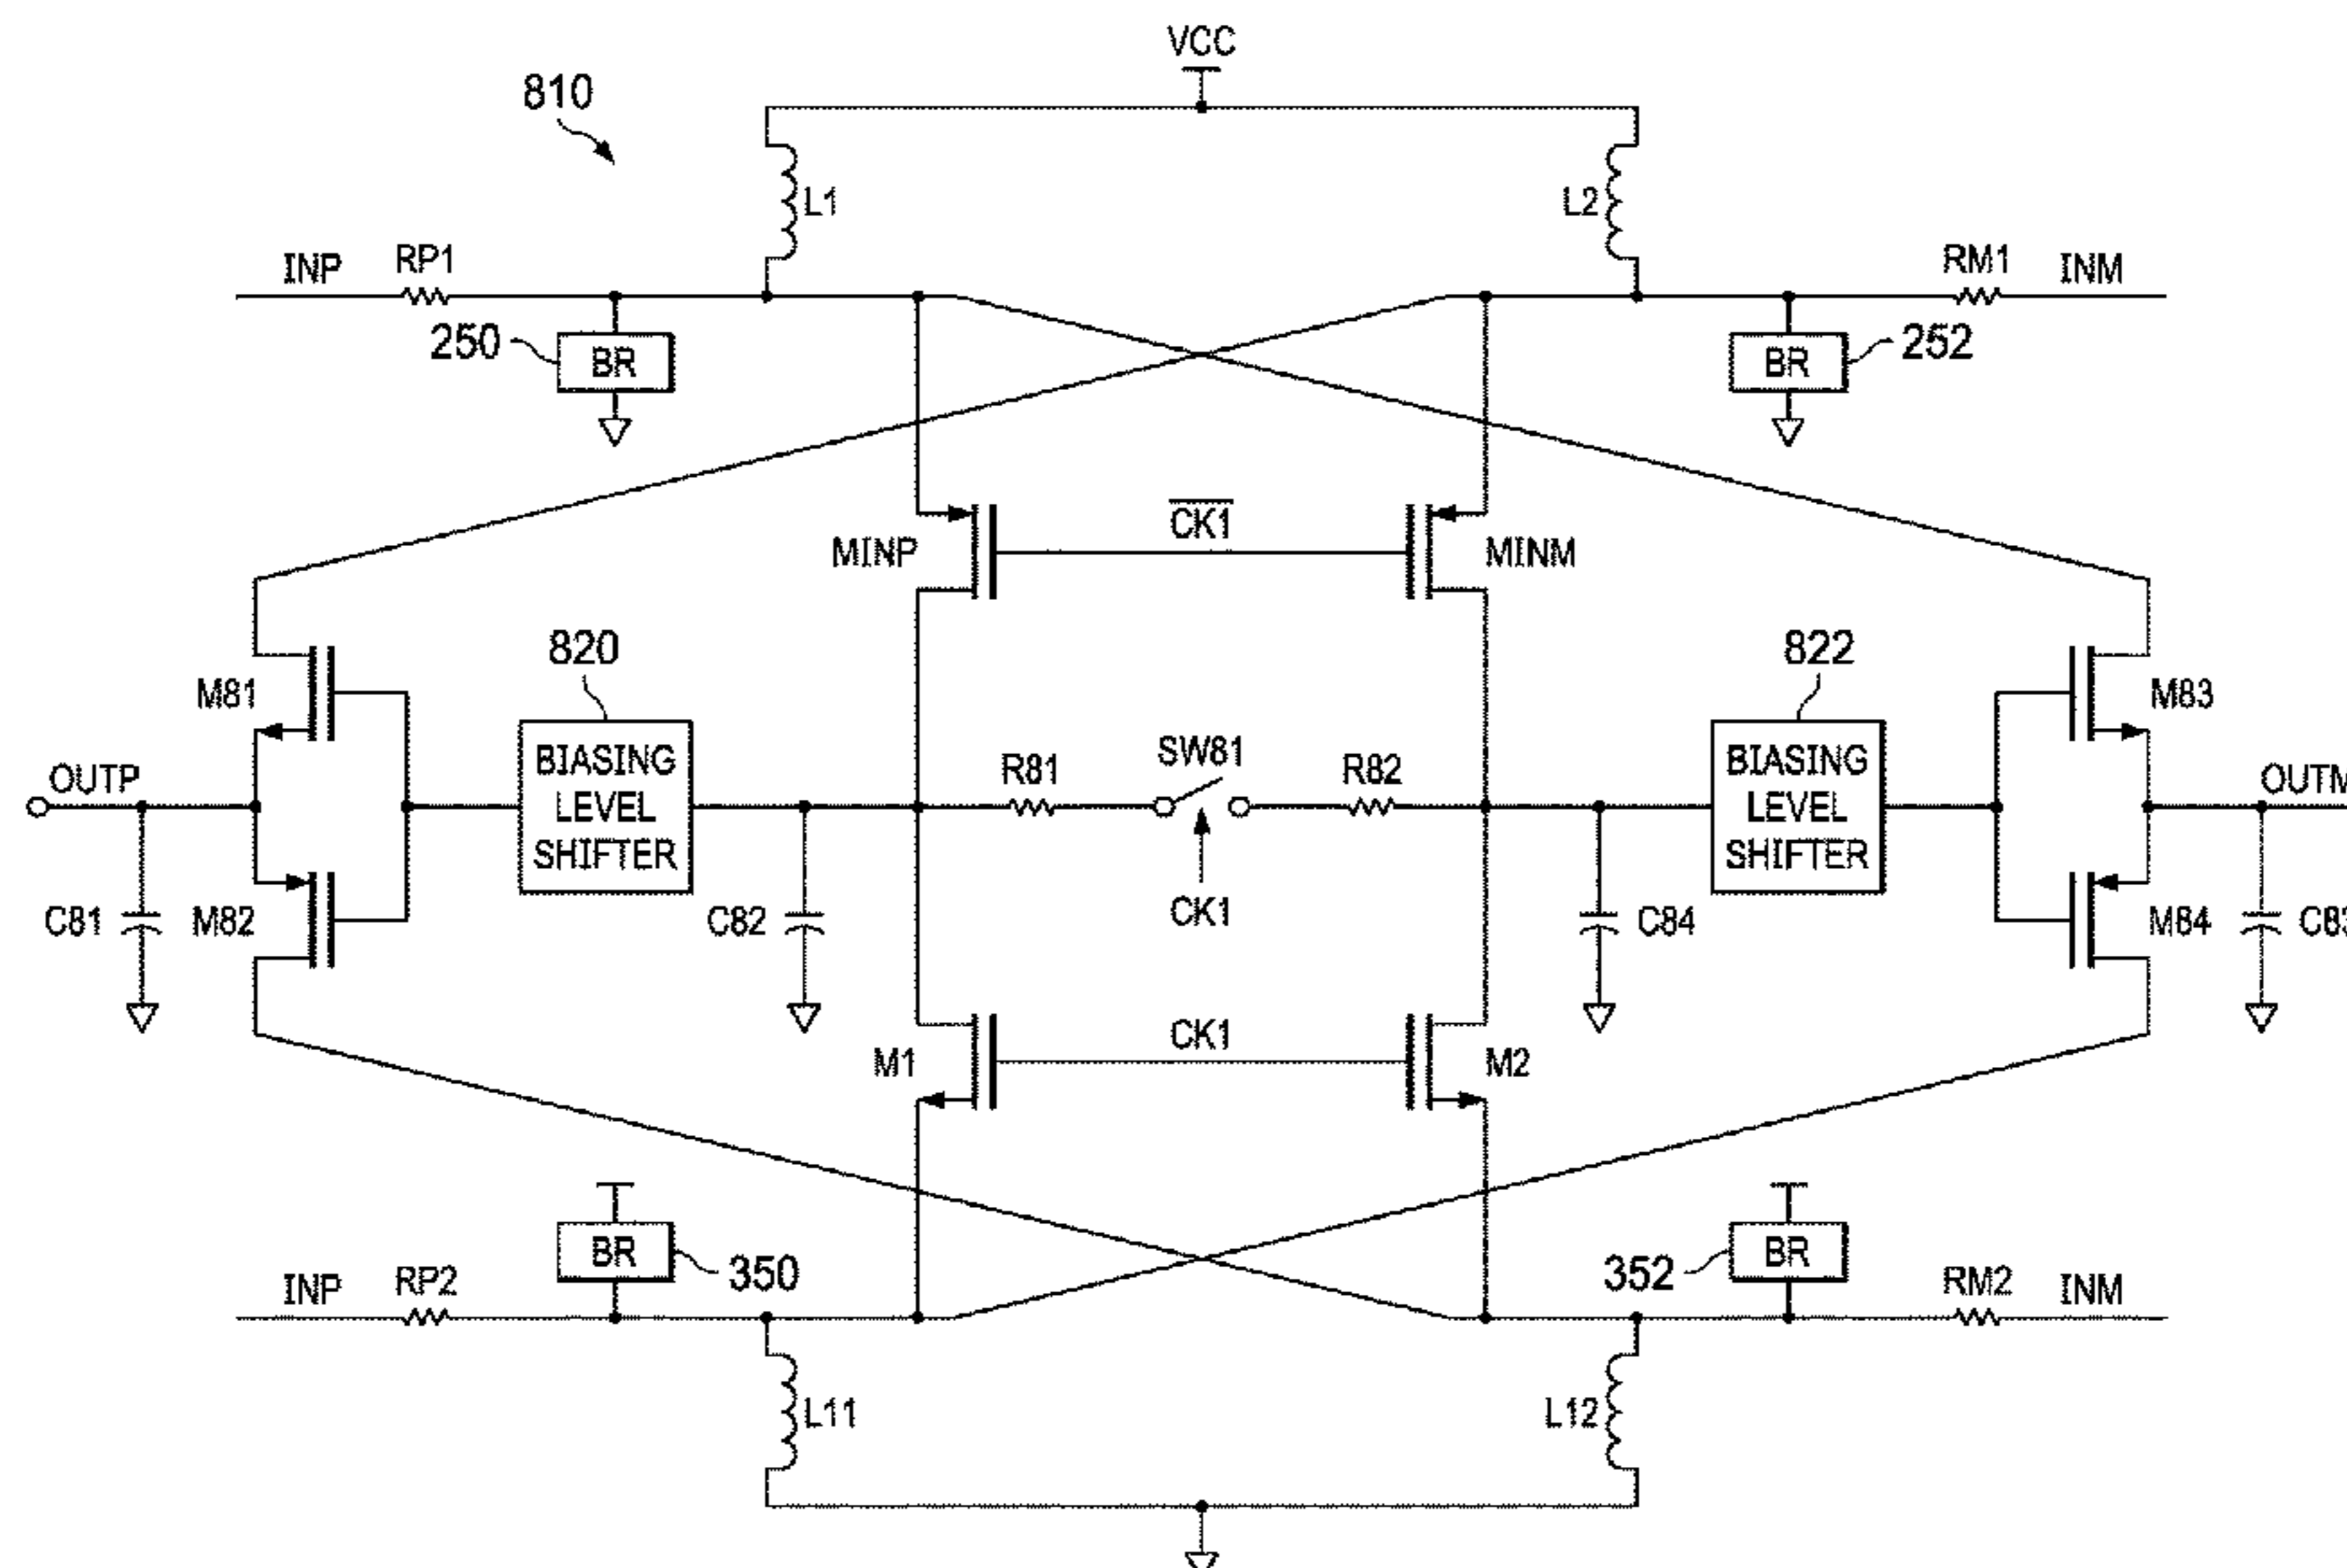 VCC
810
L1
L2
INP
RP1
RM1
INM
250
BR
BR
252
MINP
CK1
MINM
820
822
M81
M83
BIASING
LEVEL
SHIFTER
SW81
R81
R82
BIASING
LEVEL
SHIFTER
OUTP
OUTM
C81
M82
C82
CK1
C84
M84
C83
M1
CK1
M2
BR
350
352
BR
INP
RP2
RM2
INM
L11
L12